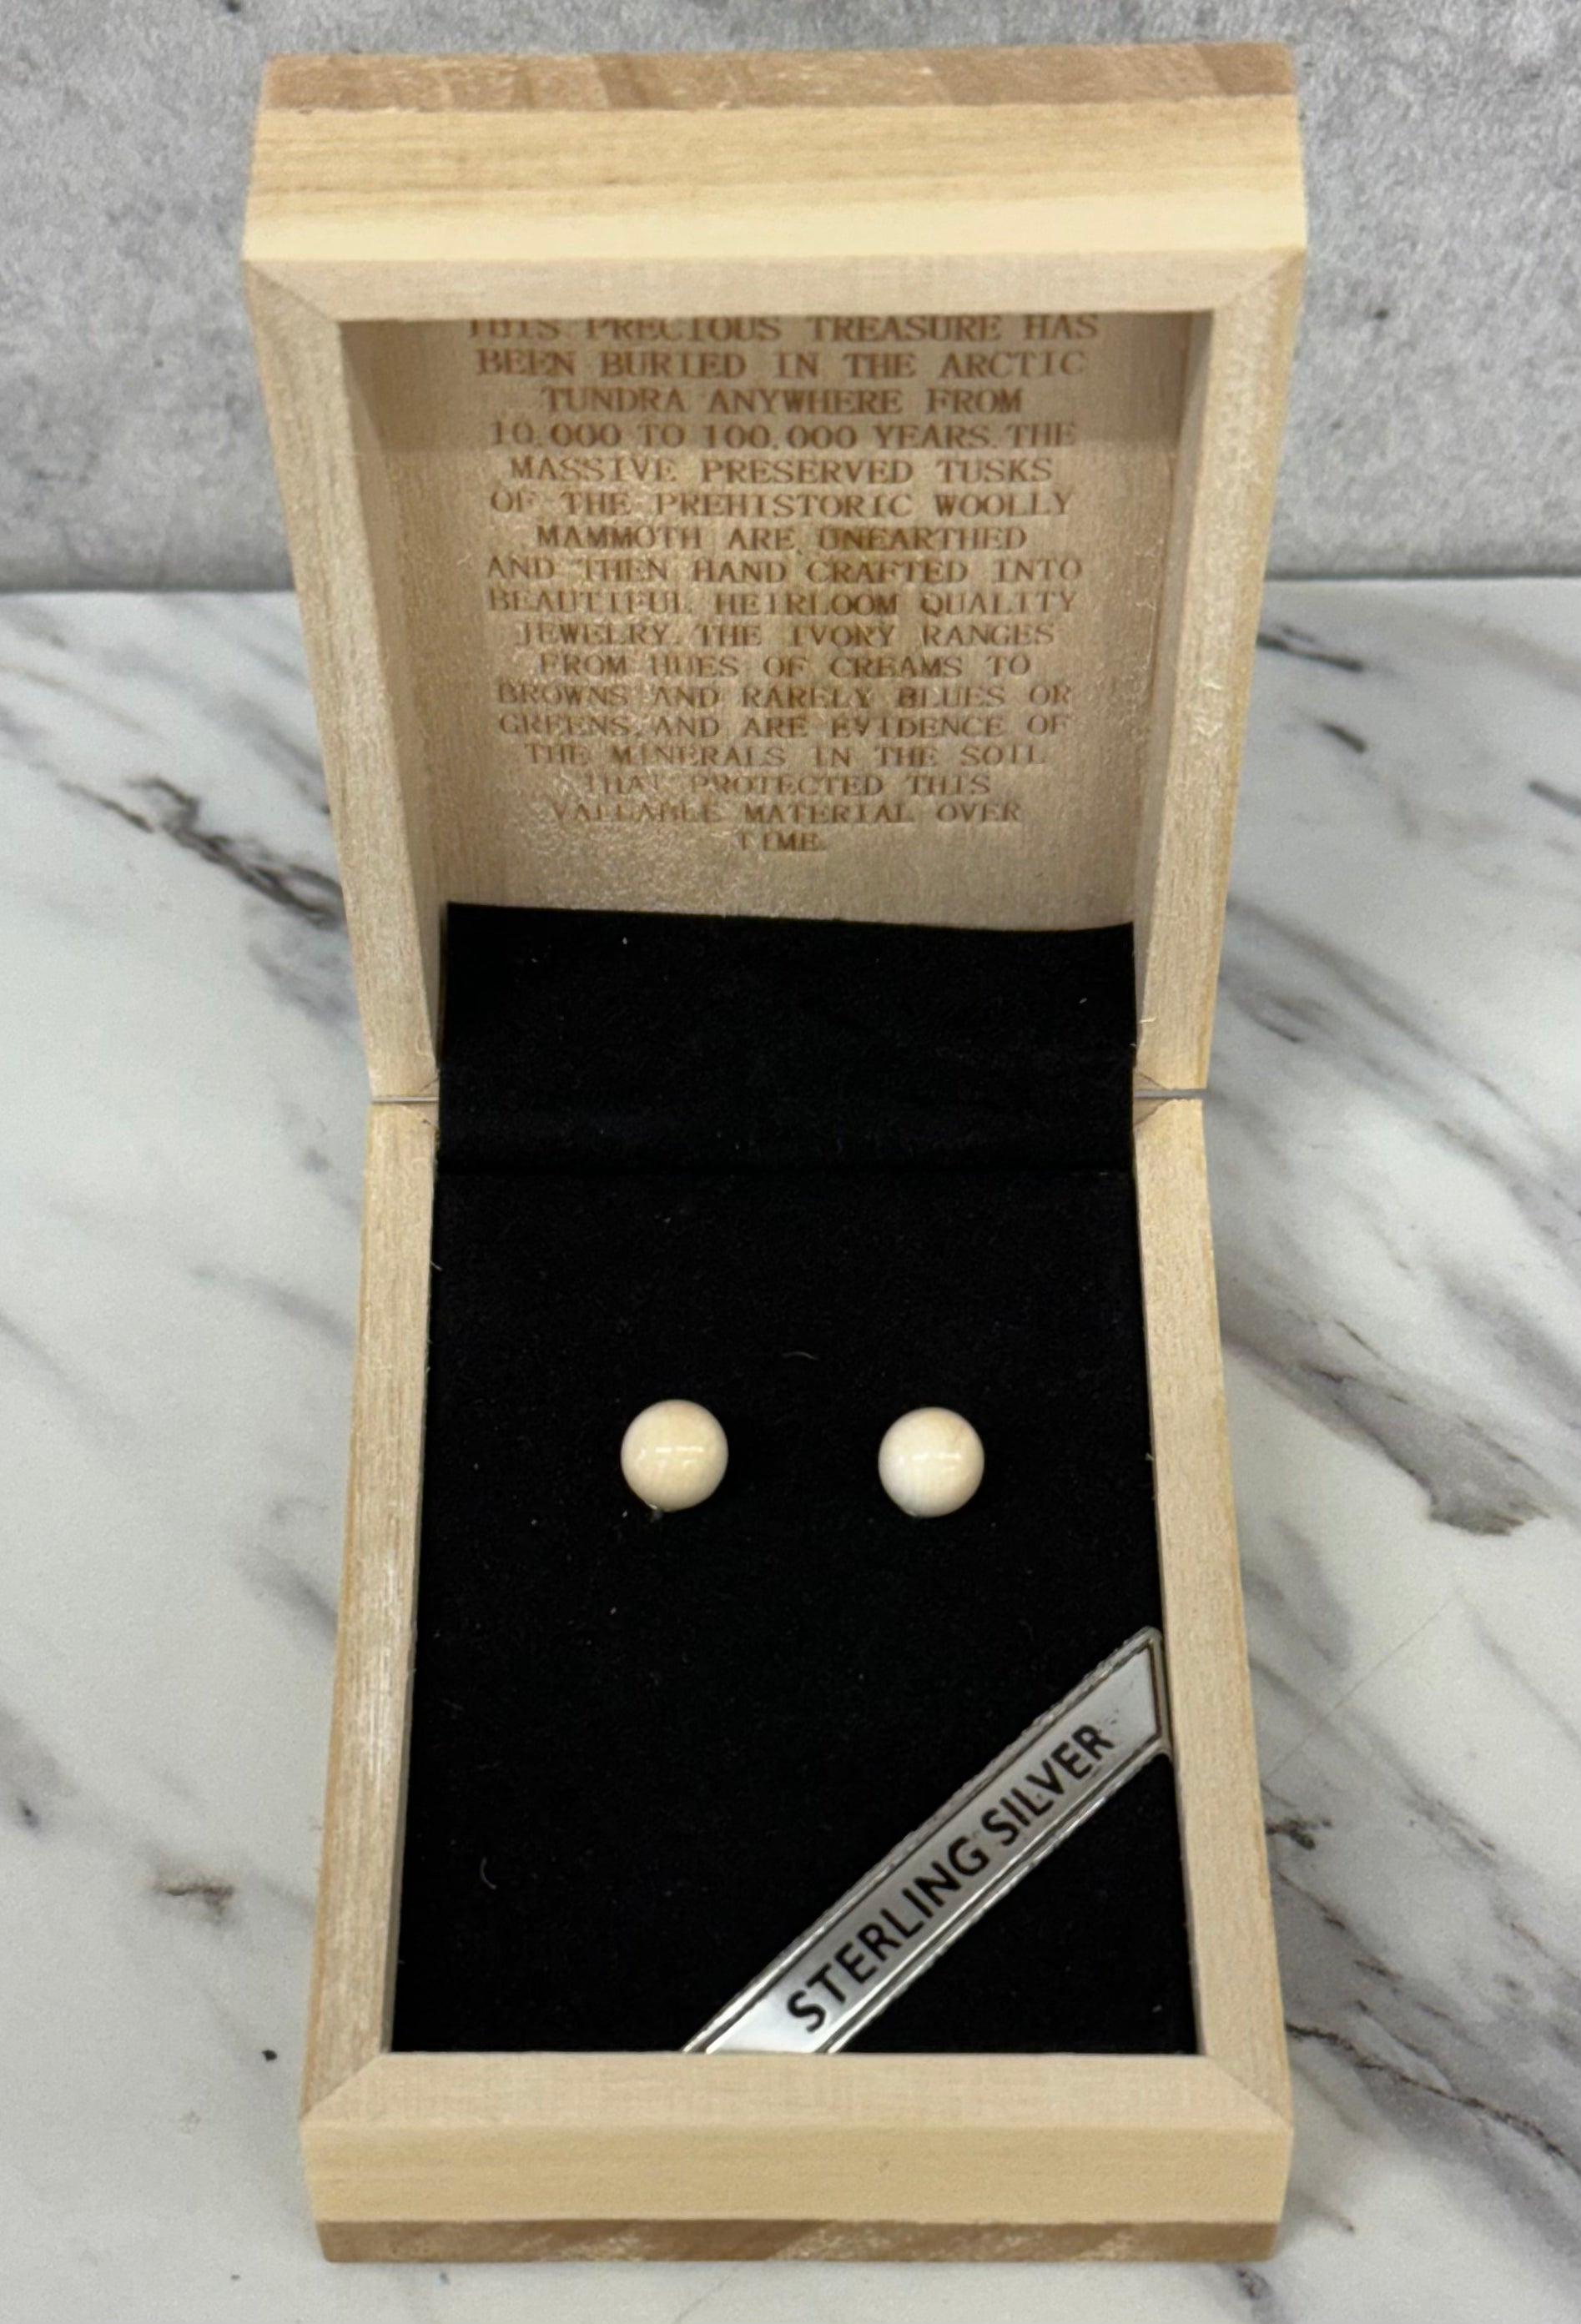 THIS PRECIOUS TREASURE HAS
BEEN BURIED IN THE ARCTIC
TUNDRA ANYWHERE FROM
10,000 TO 100,000 YEARS. THE
MASSIVE PRESERVED TUSKS
OF THE PREHISTORIC WOOLLY
MAMMOTH ARE UNEARTHED
AND THEN HAND CRAFTED INTO
BEAUTIFUL HEIRLOOM QUALITY
JEWELRY. THE IVORY RANGES
FROM HUES OF CREAMS TO
BROWNS AND RARELY BLUES OR
GREENS, AND ARE EVIDENCE OF
THE MINERALS IN THE SOIL
THAT PROTECTED THIS
VALUABLE MATERIAL OVER
TIME.
STERLING SILVER